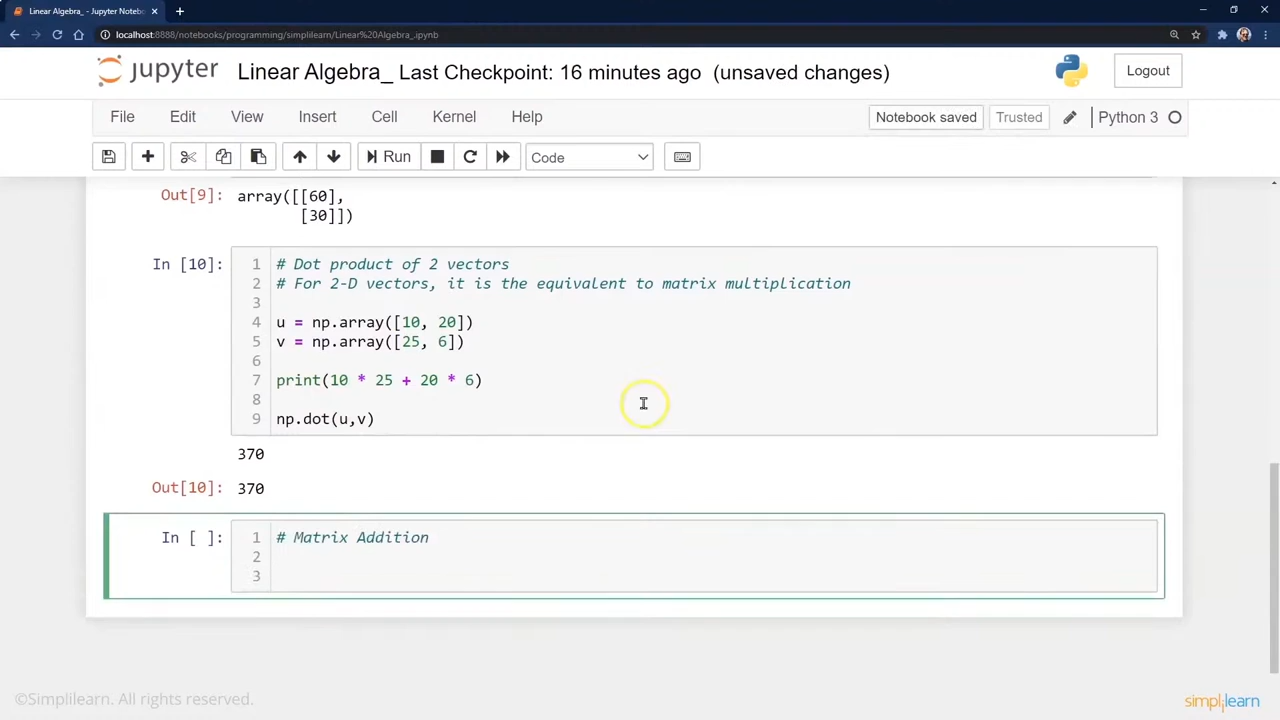 Linear Algebra_ - Jupyter Noteb
localhost:8888/notebooks/programming/simplilearn/Linear%20Algebra_.ipynb
jupyter Linear Algebra_ Last Checkpoint: 16 minutes ago (unsaved changes)
Logout
File Edit View Insert Cell Kernel Help
Notebook saved Trusted Python 3
Run Code
Out[9]: array([[60],
[30]])
In [10]: 1 # Dot product of 2 vectors
2 # For 2-D vectors, it is the equivalent to matrix multiplication
3
4 u = np.array([10, 20])
5 v = np.array([25, 6])
6
7 print(10 * 25 + 20 * 6)
8
9 np.dot(u,v)
370
Out[10]: 370
In [ ]: 1 # Matrix Addition
2
3
©Simplilearn. All rights reserved.
simplilearn